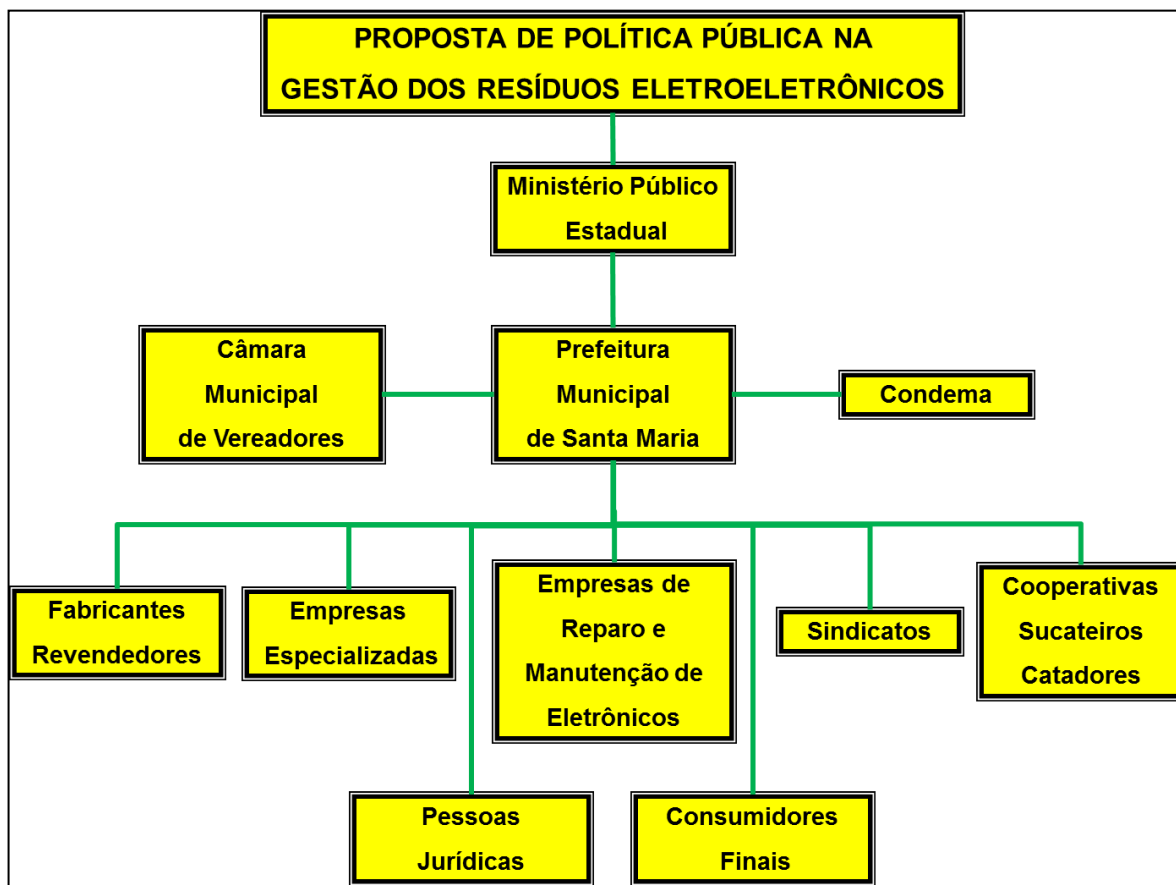 PROPOSTA DE POLÍTICA PÚBLICA NA
GESTÃO DOS RESÍDUOS ELETROELETRÔNICOS
Ministério Público
Estadual
Câmara
Municipal
de Vereadores
Prefeitura
Municipal
de Santa Maria
Condema
Fabricantes
Revendedores
Empresas
Especializadas
Empresas de
Reparo e
Manutenção de
Eletrônicos
Sindicatos
Cooperativas
Sucateiros
Catadores
Pessoas
Jurídicas
Consumidores
Finais